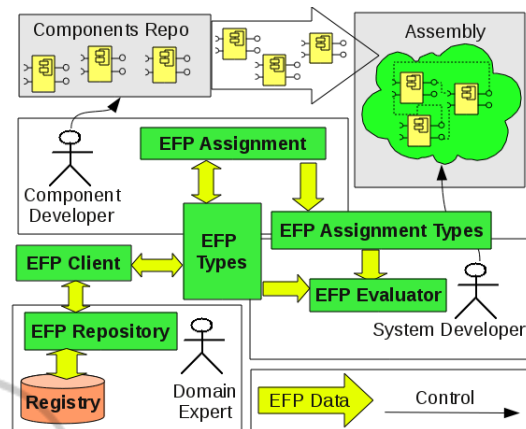 Components Repo
Assembly
EFP Assignment
Component
Developer
EFP
Types
EFP Assignment Types
EFP Client
EFP Evaluator
EFP Repository
System Developer
Registry
Domain
Expert
EFP Data
Control